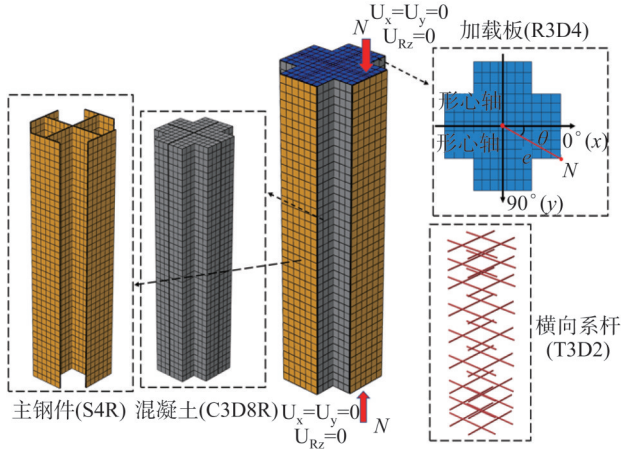 N
Uₓ=Uᵧ=0
U_Rz=0
加载板(R3D4)
形心轴
形心轴
θ
e
0°(x)
N
90°(y)
横向系杆
(T3D2)
主钢件(S4R)
混凝土(C3D8R)
Uₓ=Uᵧ=0
U_Rz=0
N